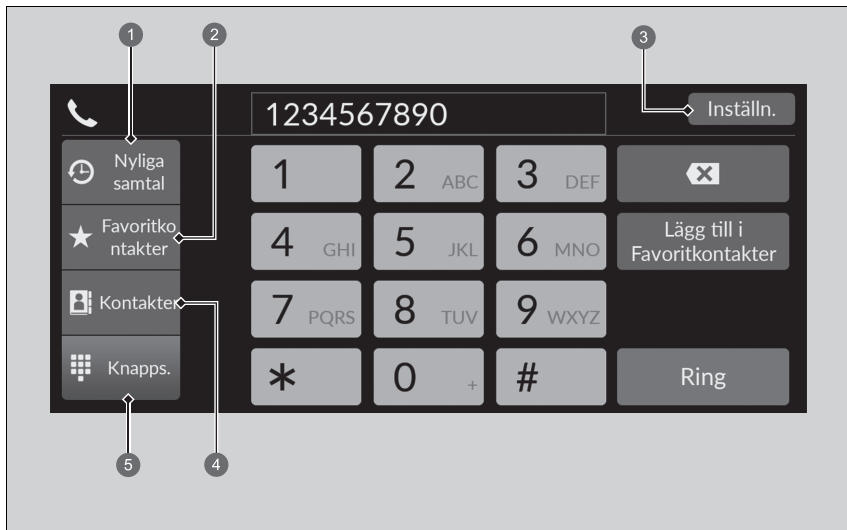 1 2 3
1234567890 Inställn.
Nyliga
samtal
1 2 ABC 3 DEF
Favoritko
ntakter
4 GHI 5 JKL 6 MNO
Lägg till i
Favoritkontakter
Kontakter
7 PQRS 8 TUV 9 WXYZ
Knapps.
* 0 + # Ring
5 4